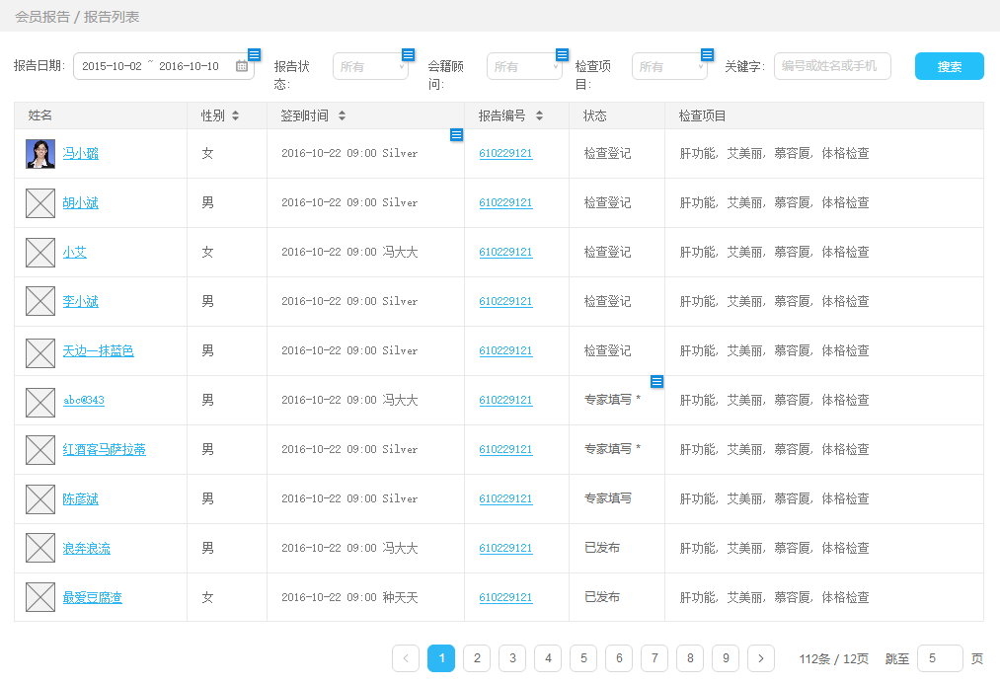 会员报告 / 报告列表
报告日期: 2015-10-02 ~ 2016-10-10 报告状态: 所有 会籍顾问: 所有 检查项目: 所有 关键字: 编号或姓名或手机 搜索
姓名 性别 签到时间 报告编号 状态 检查项目
冯小璐 女 2016-10-22 09:00 Silver 610229121 检查登记 肝功能, 艾美丽, 慕容厦, 体格检查
胡小斌 男 2016-10-22 09:00 Silver 610229121 检查登记 肝功能, 艾美丽, 慕容厦, 体格检查
小艾 女 2016-10-22 09:00 冯大大 610229121 检查登记 肝功能, 艾美丽, 慕容厦, 体格检查
李小斌 男 2016-10-22 09:00 Silver 610229121 检查登记 肝功能, 艾美丽, 慕容厦, 体格检查
天边一抹蓝色 男 2016-10-22 09:00 Silver 610229121 检查登记 肝功能, 艾美丽, 慕容厦, 体格检查
abc@343 男 2016-10-22 09:00 冯大大 610229121 专家填写 * 肝功能, 艾美丽, 慕容厦, 体格检查
红酒客马萨拉蒂 男 2016-10-22 09:00 Silver 610229121 专家填写 * 肝功能, 艾美丽, 慕容厦, 体格检查
陈彦斌 男 2016-10-22 09:00 Silver 610229121 专家填写 肝功能, 艾美丽, 慕容厦, 体格检查
浪奔浪流 男 2016-10-22 09:00 冯大大 610229121 已发布 肝功能, 艾美丽, 慕容厦, 体格检查
最爱豆腐渣 女 2016-10-22 09:00 种天天 610229121 已发布 肝功能, 艾美丽, 慕容厦, 体格检查
< 1 2 3 4 5 6 7 8 9 > 112条 / 12页 跳至 5 页